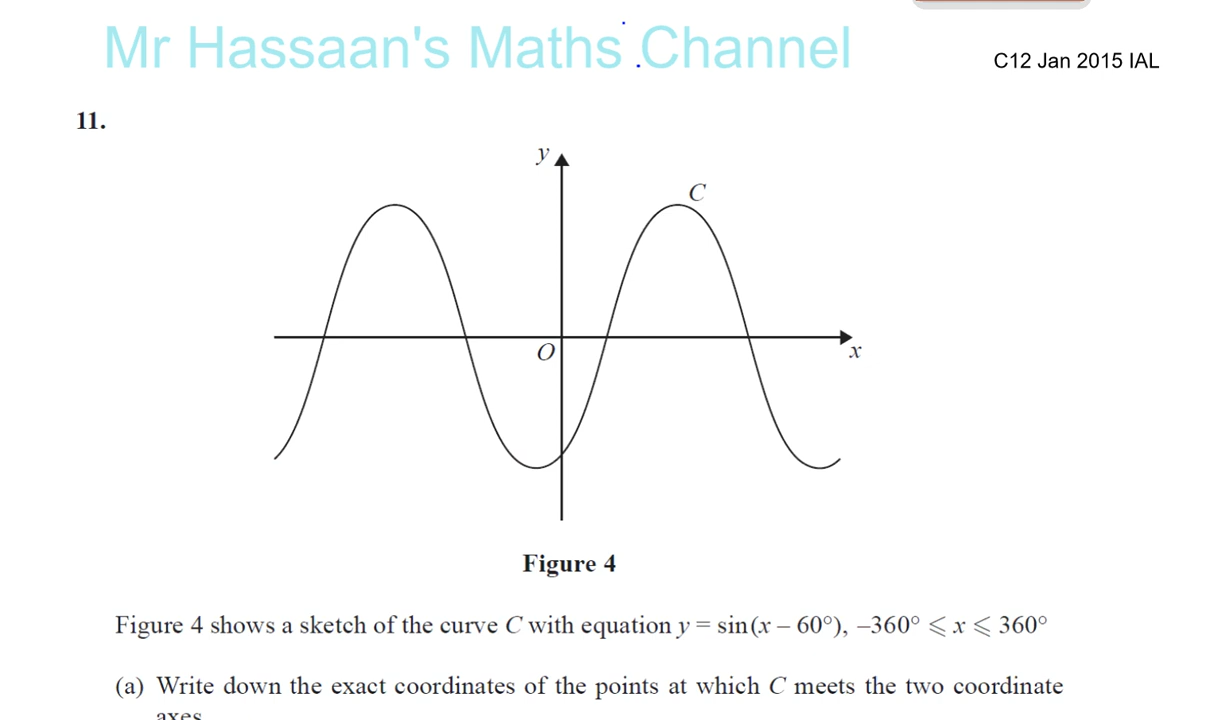 Mr Hassaan's Maths Channel
C12 Jan 2015 IAL
11.
y
C
O
x
Figure 4
Figure 4 shows a sketch of the curve C with equation y = sin(x – 60°), –360° ⩽ x ⩽ 360°
(a) Write down the exact coordinates of the points at which C meets the two coordinate
axes